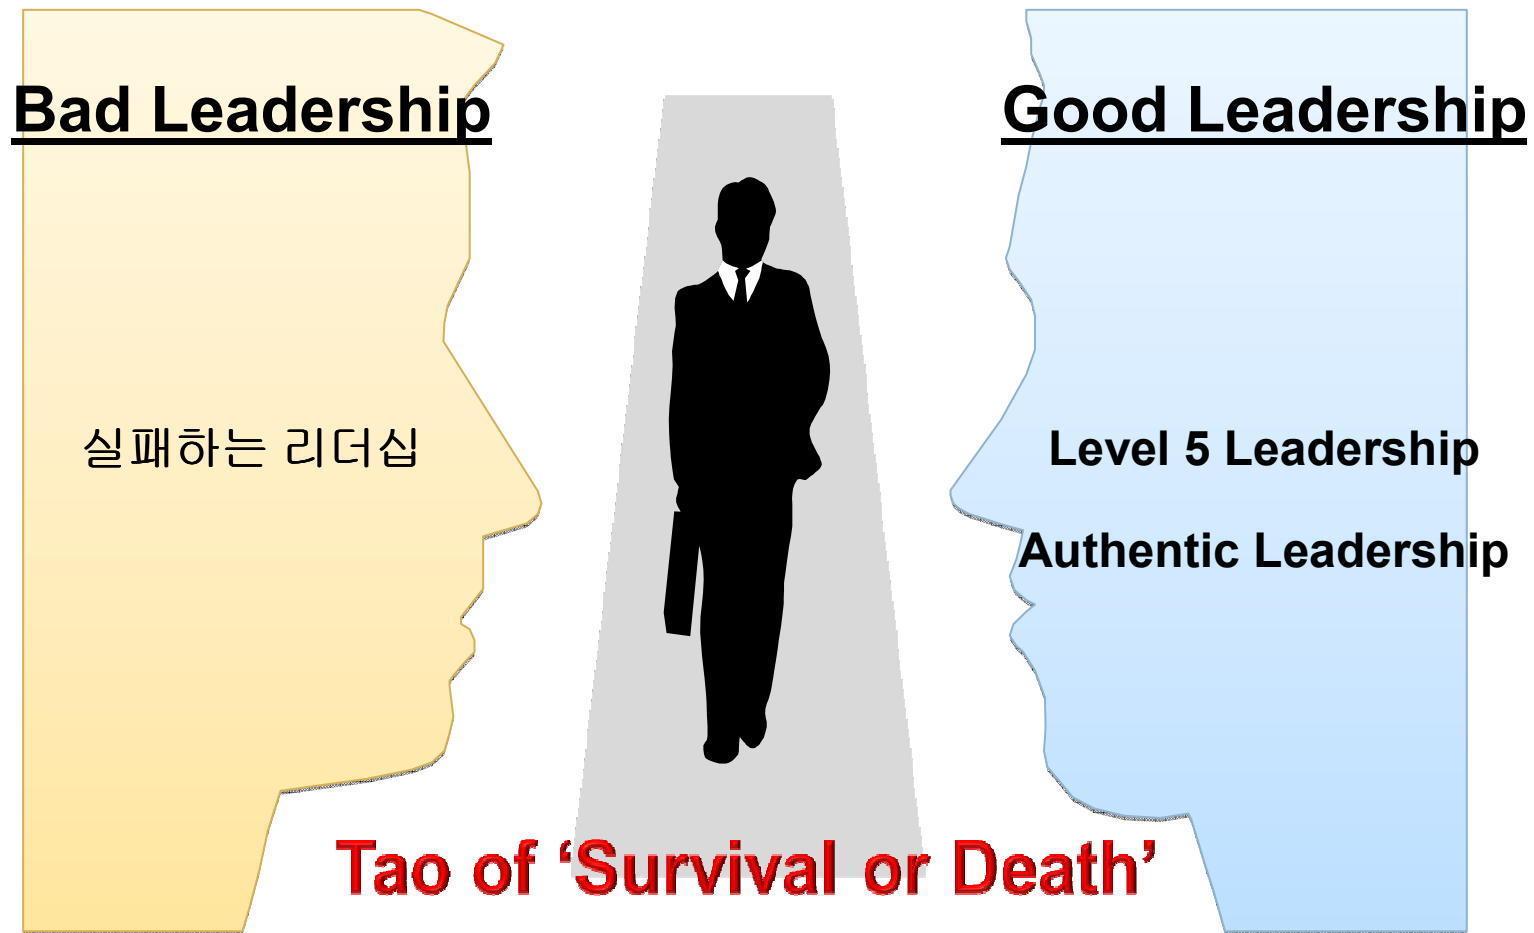 Bad Leadership
Good Leadership
실패하는 리더십
Level 5 Leadership
Authentic Leadership
Tao of ‘Survival or Death’